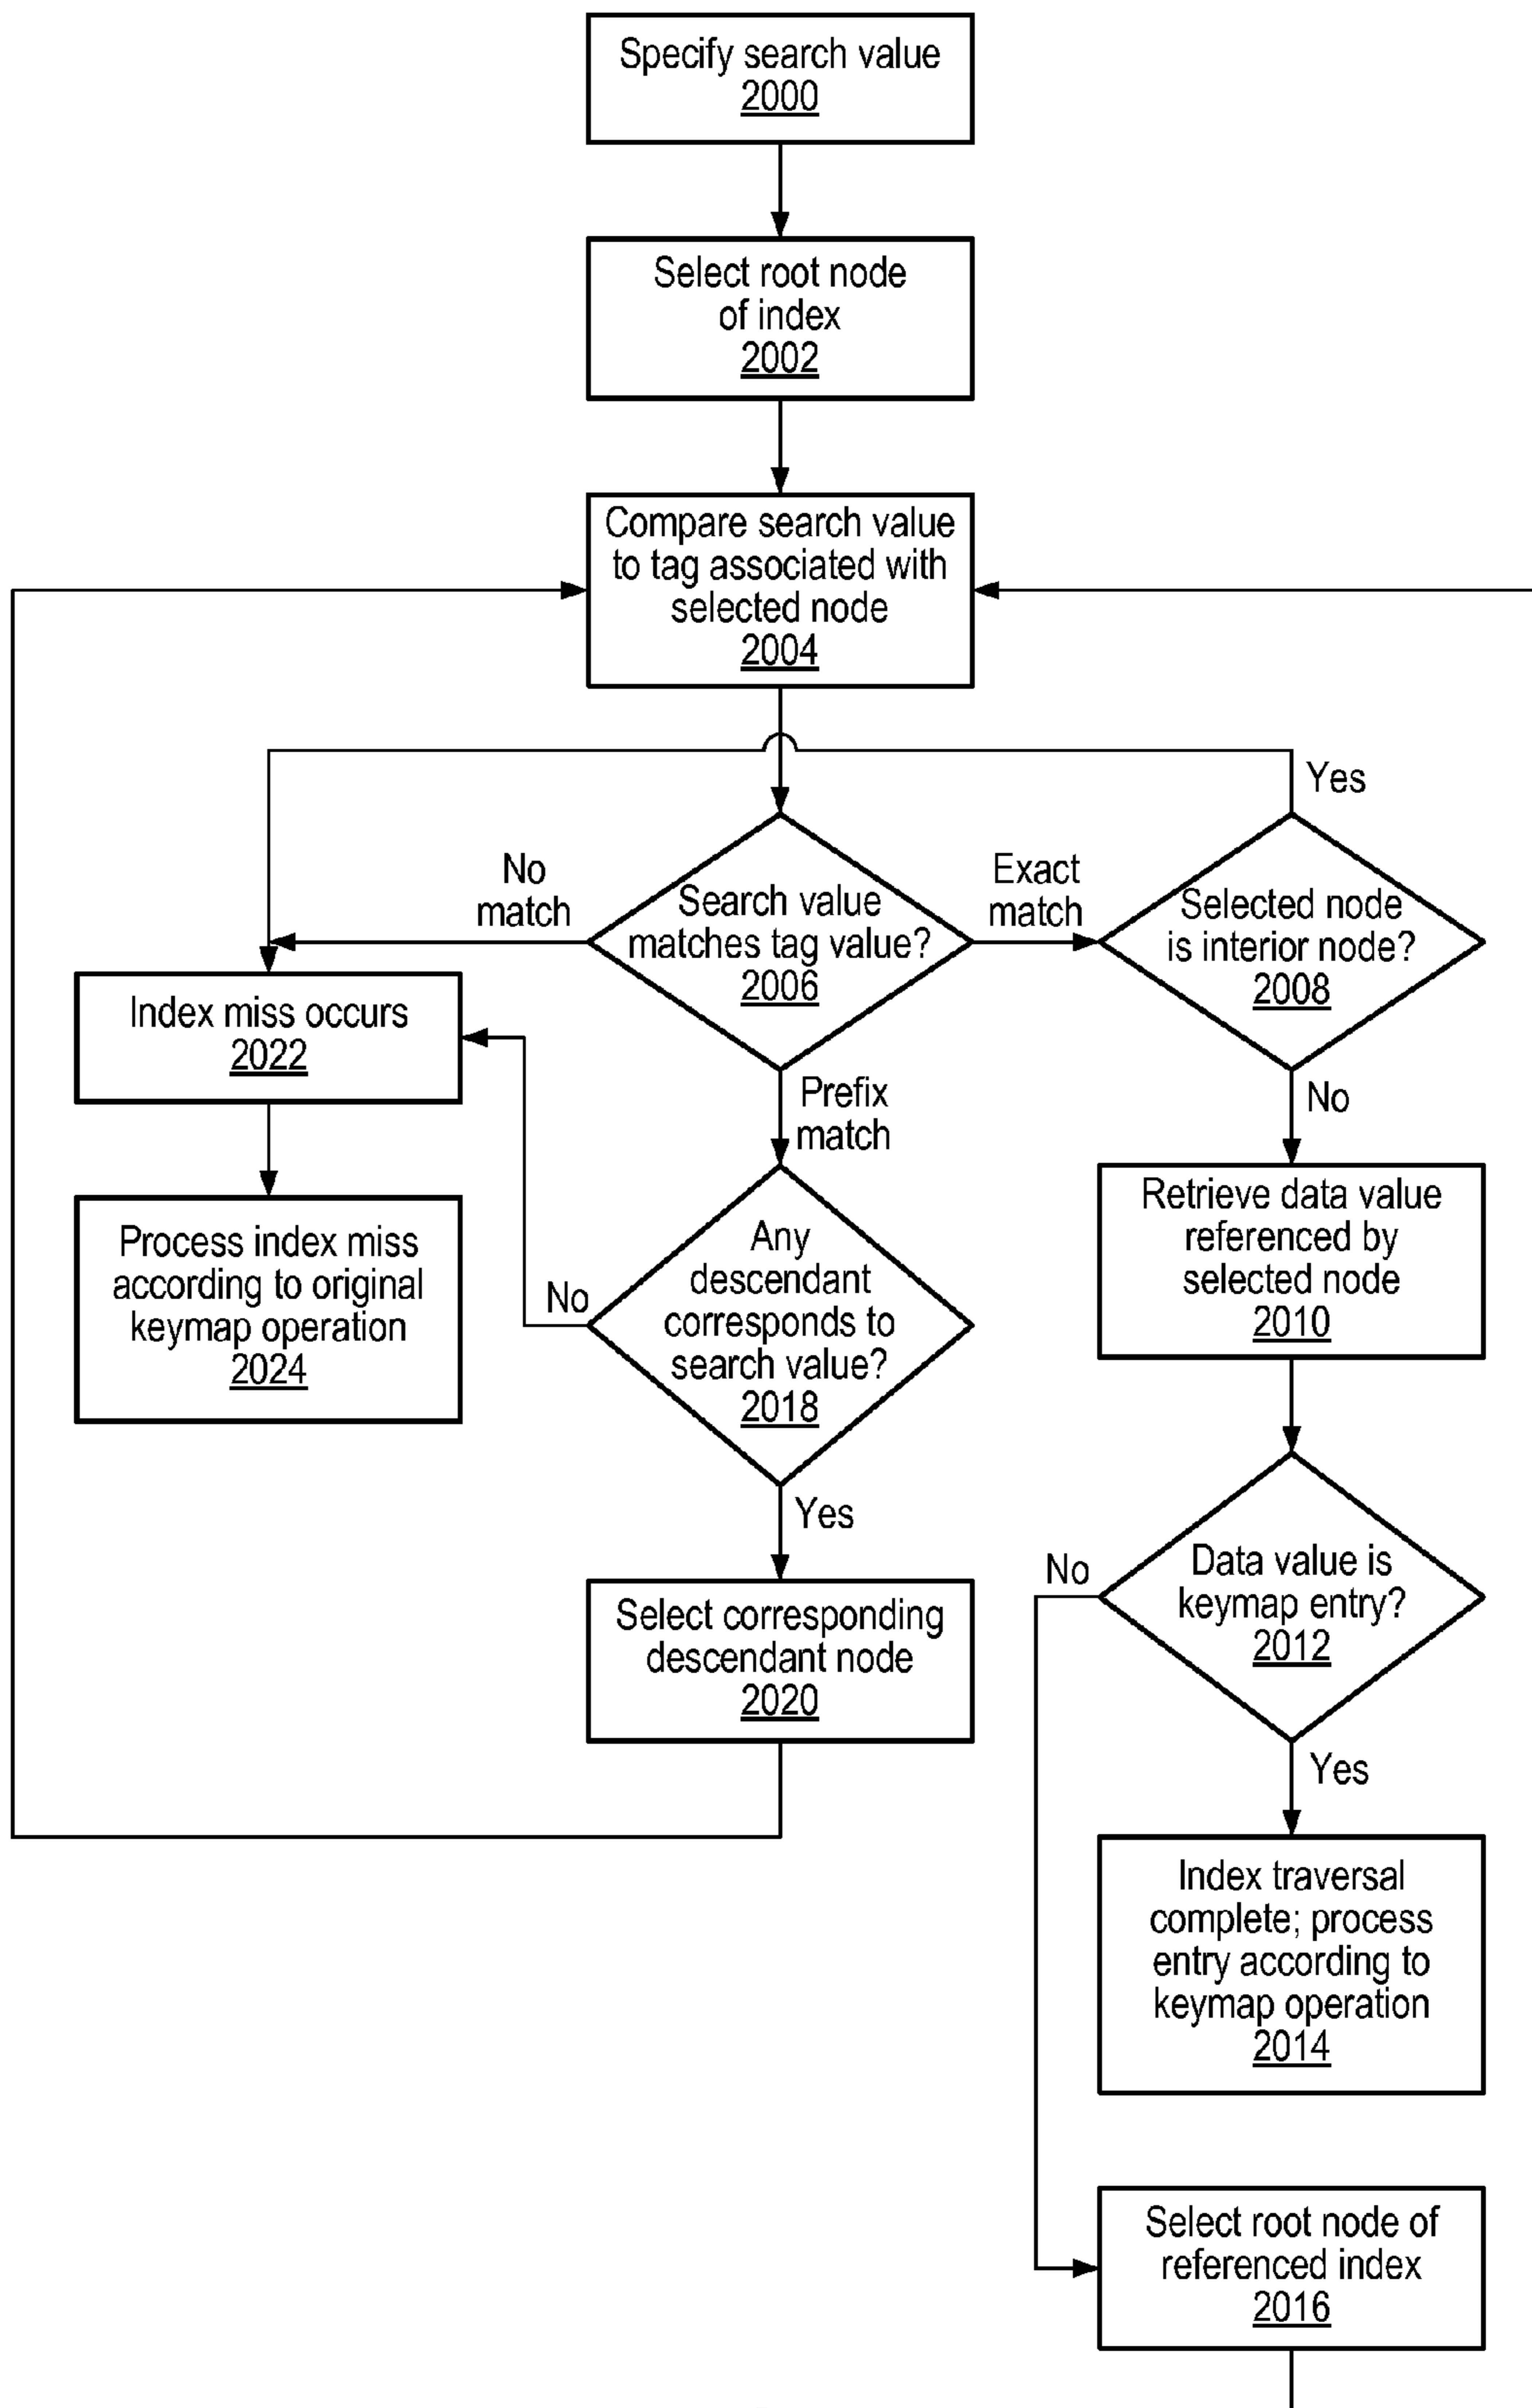 Specify search value
2000
Select root node
of index
2002
Compare search value
to tag associated with
selected node
2004
Yes
No
match
Search value
matches tag value?
2006
Exact
match
Selected node
is interior node?
2008
Index miss occurs
2022
Prefix
match
No
Process index miss
according to original
keymap operation
2024
No
Any
descendant
corresponds to
search value?
2018
Retrieve data value
referenced by
selected node
2010
Yes
Select corresponding
descendant node
2020
No
Data value is
keymap entry?
2012
Yes
Index traversal
complete; process
entry according to
keymap operation
2014
Select root node of
referenced index
2016